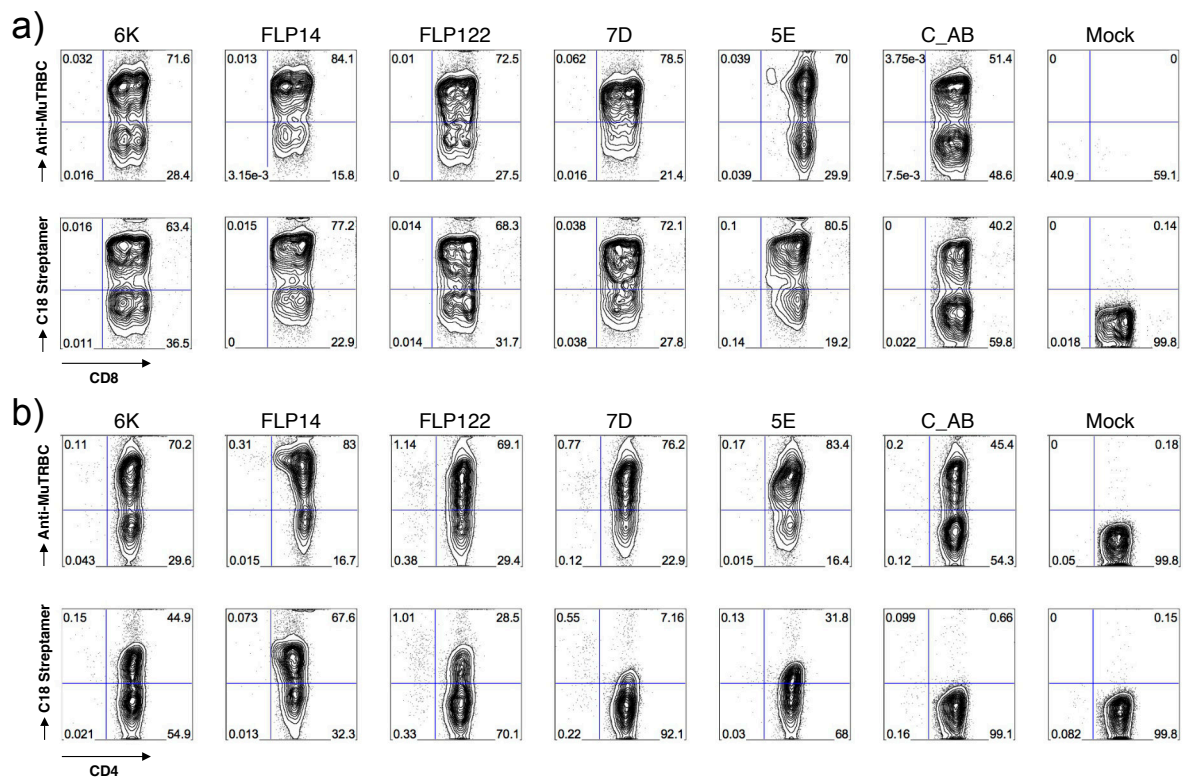 a)
6K FLP14 FLP122 7D 5E C_AB Mock
→ Anti-MuTRBC
0.032 71.6 0.013 84.1 0.01 72.5 0.062 78.5 0.039 70 3.75e-3 51.4 0 0
0.016 28.4 3.15e-3 15.8 0 27.5 0.016 21.4 0.039 29.9 7.5e-3 48.6 40.9 59.1
→ C18 Streptamer
0.016 63.4 0.015 77.2 0.014 68.3 0.038 72.1 0.1 80.5 0 40.2 0 0.14
0.011 36.5 0 22.9 0.014 31.7 0.038 27.8 0.14 19.2 0.022 59.8 0.018 99.8
CD8
b)
6K FLP14 FLP122 7D 5E C_AB Mock
→ Anti-MuTRBC
0.11 70.2 0.31 83 1.14 69.1 0.77 76.2 0.17 83.4 0.2 45.4 0 0.18
0.043 29.6 0.015 16.7 0.38 29.4 0.12 22.9 0.015 16.4 0.12 54.3 0.05 99.8
→ C18 Streptamer
0.15 44.9 0.073 67.6 1.01 28.5 0.55 7.16 0.13 31.8 0.099 0.66 0 0.15
0.021 54.9 0.013 32.3 0.33 70.1 0.22 92.1 0.03 68 0.16 99.1 0.082 99.8
CD4